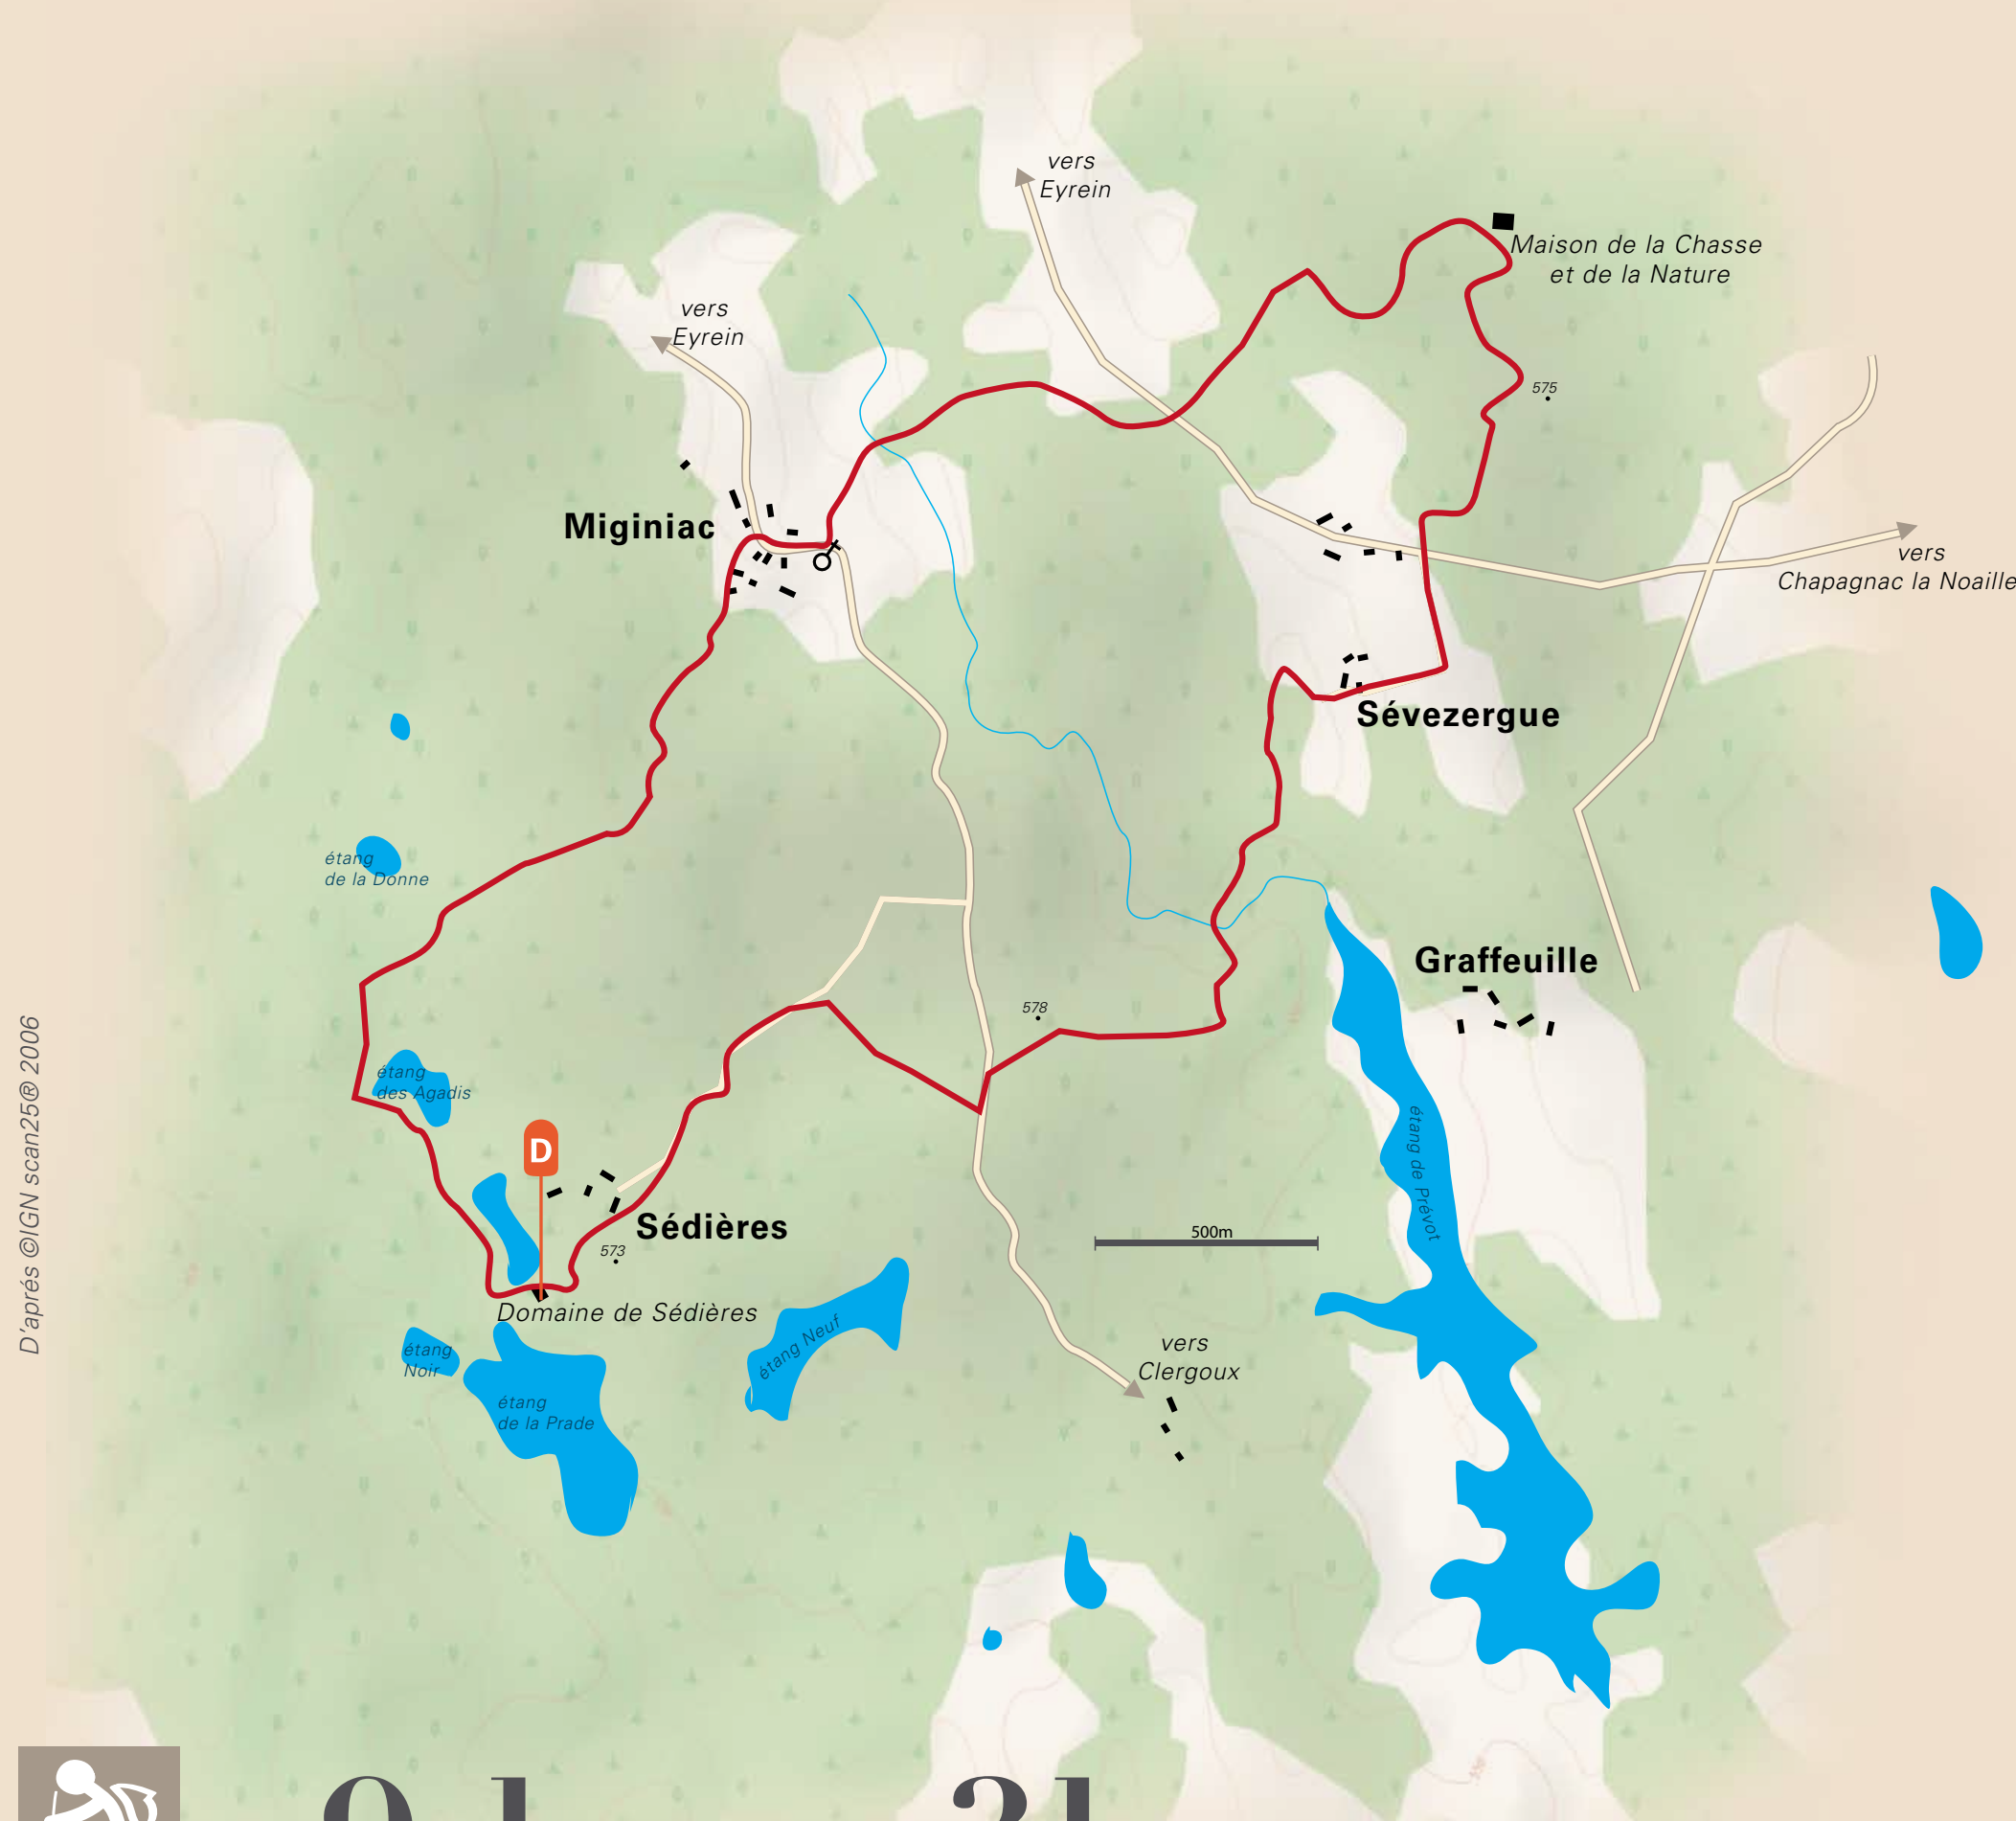 vers
Eyrein
Maison de la Chasse
et de la Nature
vers
Eyrein
575
Miginiac
vers
Chapagnac la Noaille
Sévezergue
étang
de la Donne
Graffeuille
578
D'aprés ©IGN scan25® 2006
étang
des Agadis
D
étang de Prévot
Sédières
500m
573
Domaine de Sédières
étang Neuf
vers
Clergoux
étang
Noir
étang
de la Prade